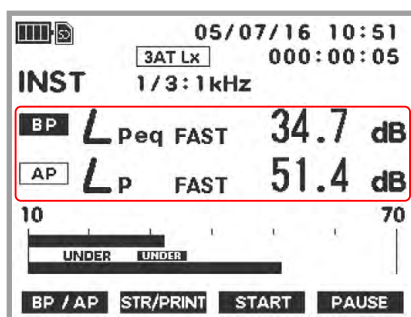 SD 05/07/16 10:51
3AT Lx 000:00:05
INST 1/3:1kHz
BP L Peq FAST 34.7 dB
AP L P FAST 51.4 dB
10 70
UNDER UNDER
BP / AP STR/PRINT START PAUSE